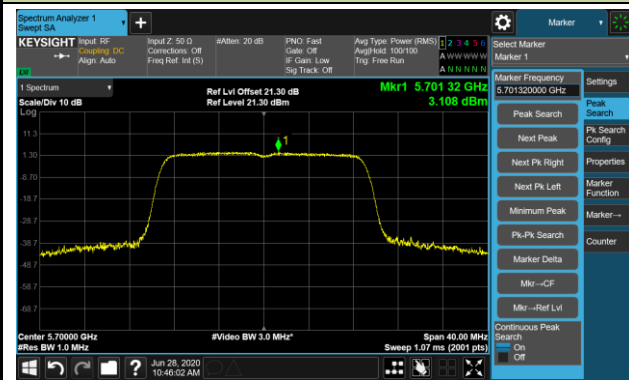 Spectrum Analyzer 1
Swept SA
Marker
KEYSIGHT
Input: RF
Coupling: DC
Align: Auto
Input Z: 50 Ω
Corrections: Off
Freq Ref: Int (S)
#Atten: 20 dB
PNO: Fast
Gate: Off
IF Gain: Low
Sig Track: Off
Avg Type: Power (RMS)
Avg|Hold: 100/100
Trig: Free Run
1 2 3 4 5 6
A W W W W W
A N N N N N
Select Marker
Marker 1
1 Spectrum
Scale/Div 10 dB
Log
Ref Lvl Offset 21.30 dB
Ref Level 21.30 dBm
Mkr1 5.701 32 GHz
3.108 dBm
1
11.3
1.30
-8.70
-18.7
-28.7
-38.7
-48.7
-58.7
-68.7
Center 5.70000 GHz
#Res BW 1.0 MHz
#Video BW 3.0 MHz*
Span 40.00 MHz
Sweep 1.07 ms (2001 pts)
Marker Frequency
5.701320000 GHz
Peak Search
Next Peak
Next Pk Right
Next Pk Left
Minimum Peak
Pk-Pk Search
Marker Delta
Mkr→CF
Mkr→Ref Lvl
Continuous Peak
Search
On
Off
Settings
Peak
Search
Pk Search
Config
Properties
Marker
Function
Marker→
Counter
Jun 28, 2020
10:46:02 AM